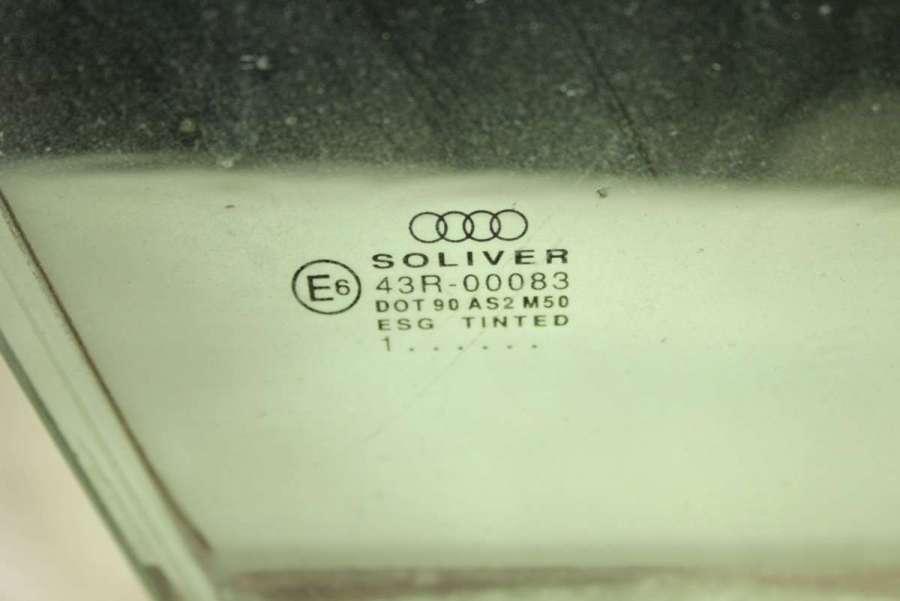 SOLIVER
E6 43R-00083
DOT 90 AS2 M50
ESG TINTED
1 . . . . . .